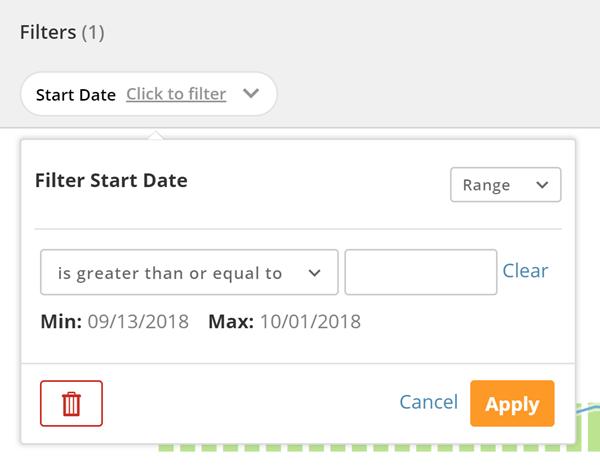 Filters (1)
Start Date Click to filter
Filter Start Date Range
is greater than or equal to Clear
Min: 09/13/2018 Max: 10/01/2018
Cancel Apply